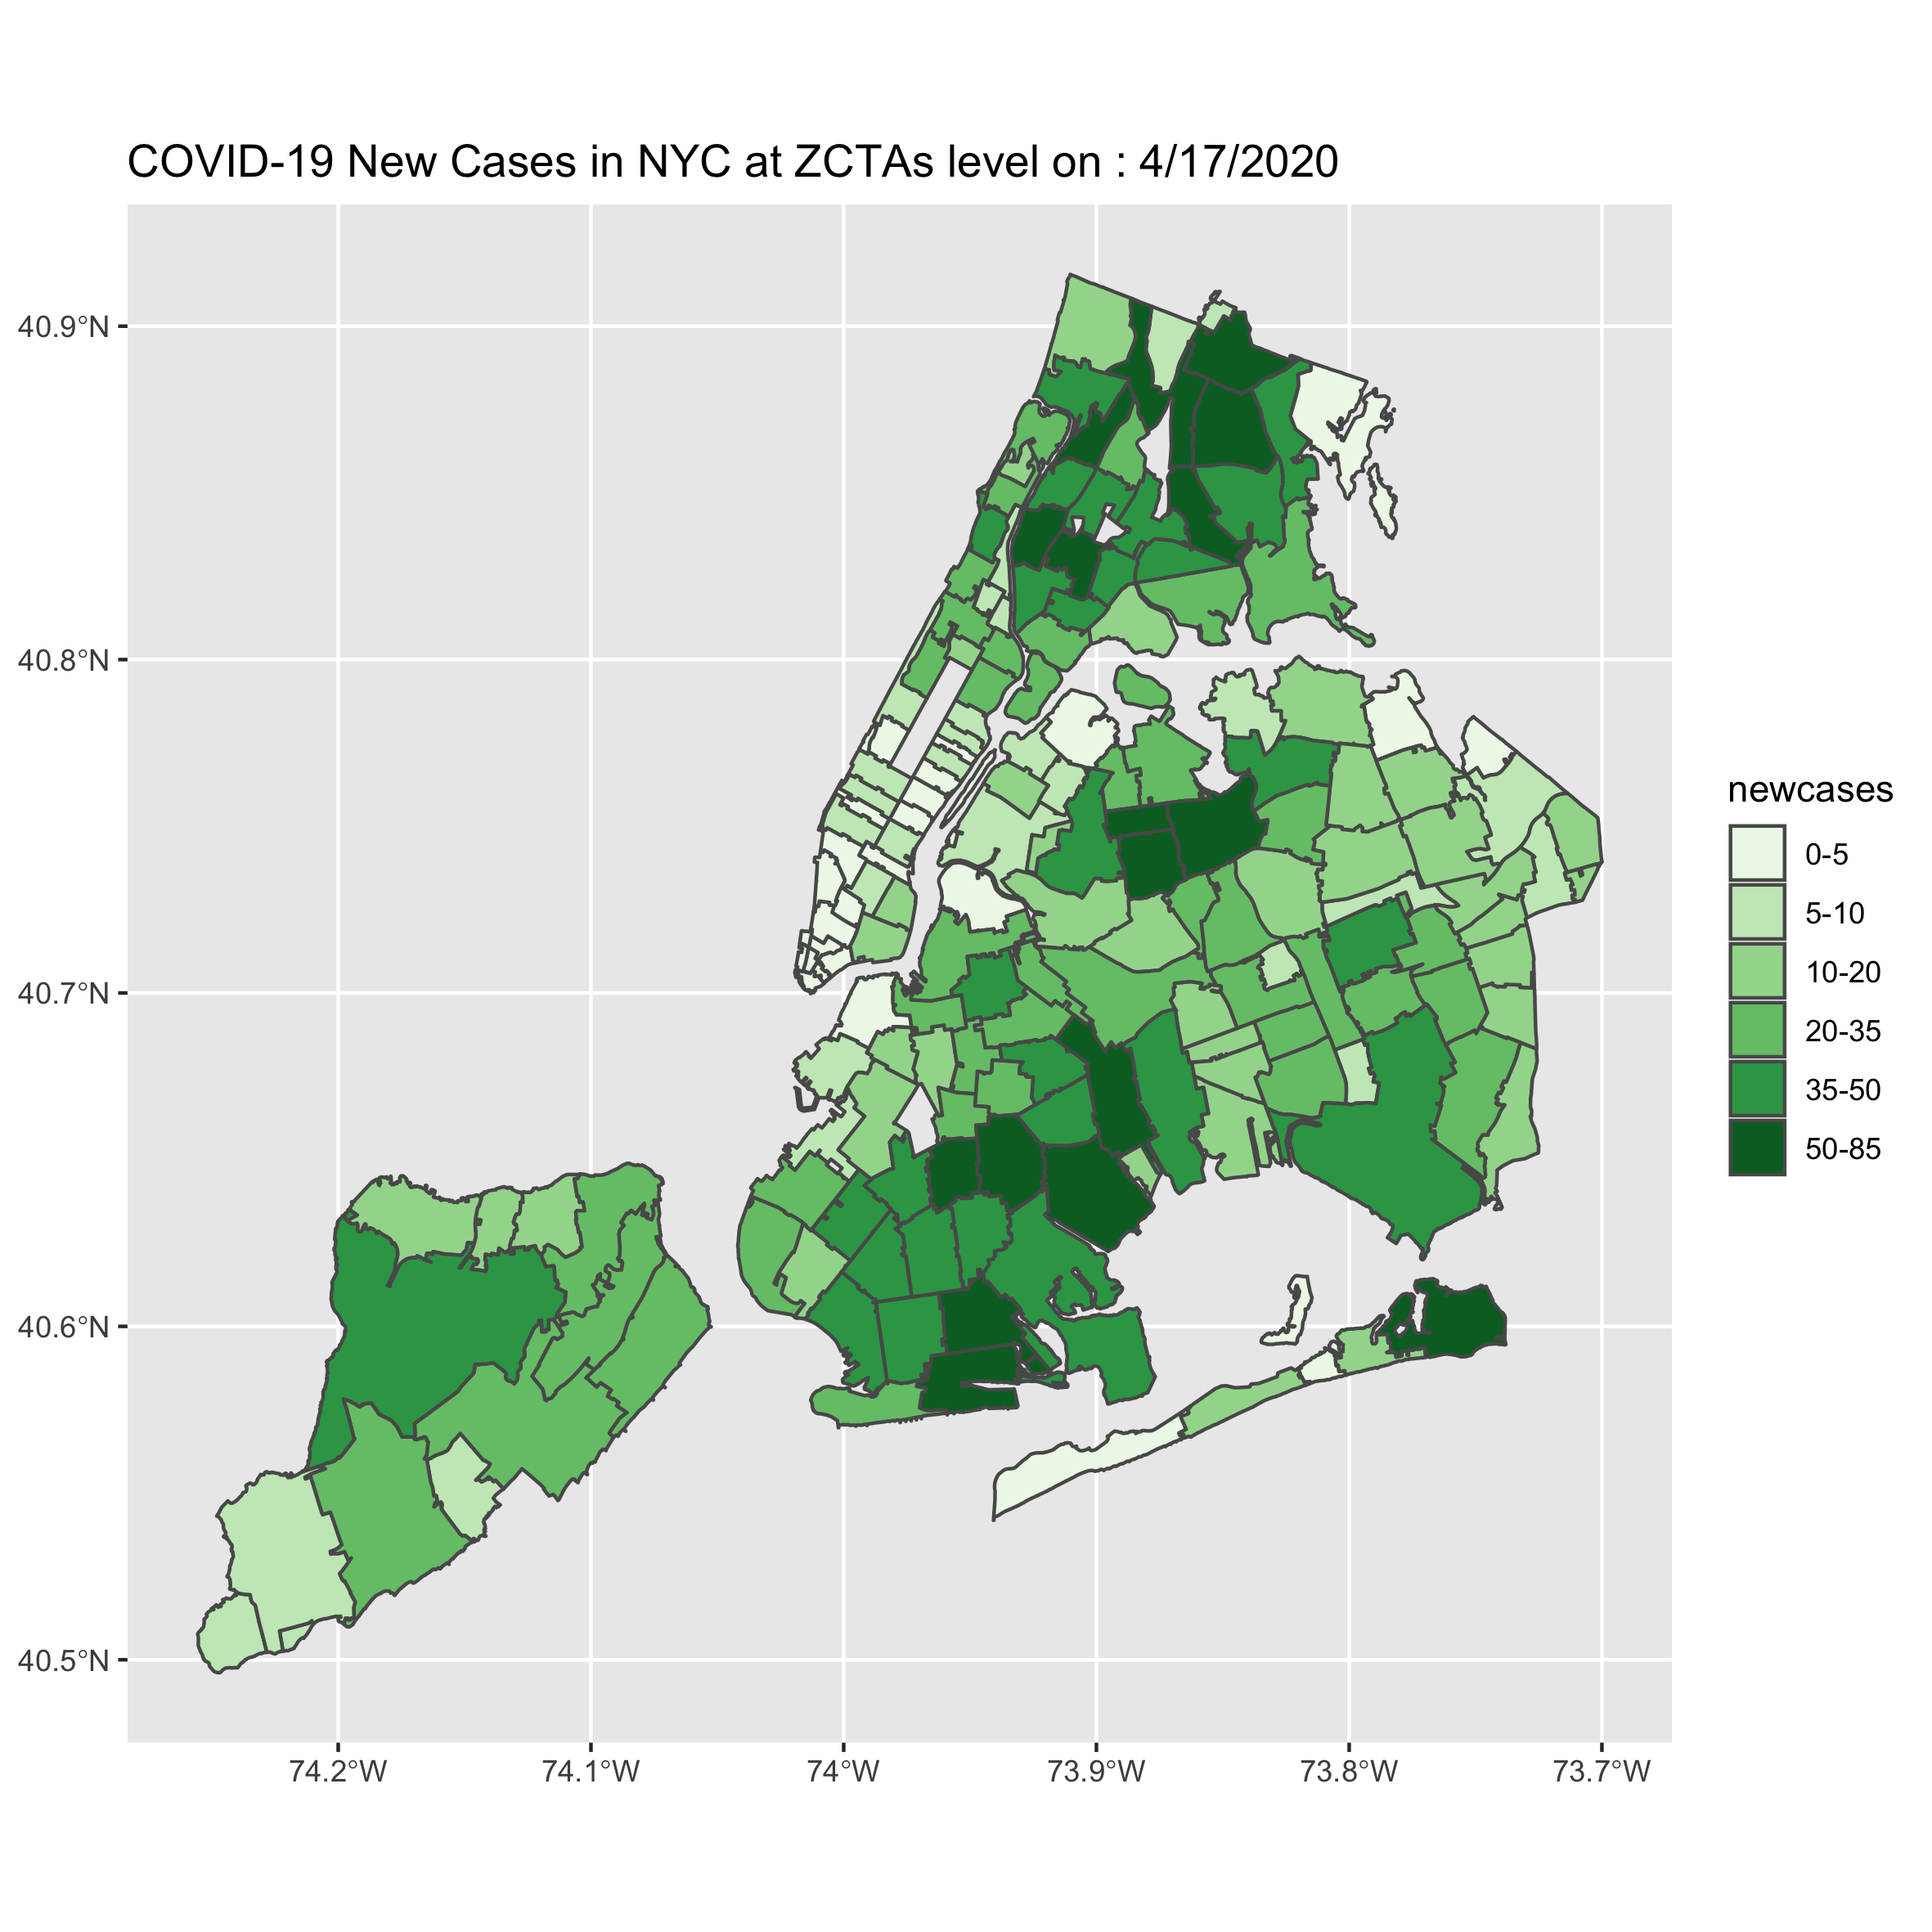 COVID-19 New Cases in NYC at ZCTAs level on : 4/17/2020
40.9°N
40.8°N
40.7°N
40.6°N
40.5°N
74.2°W
74.1°W
74°W
73.9°W
73.8°W
73.7°W
newcases
0-5
5-10
10-20
20-35
35-50
50-85